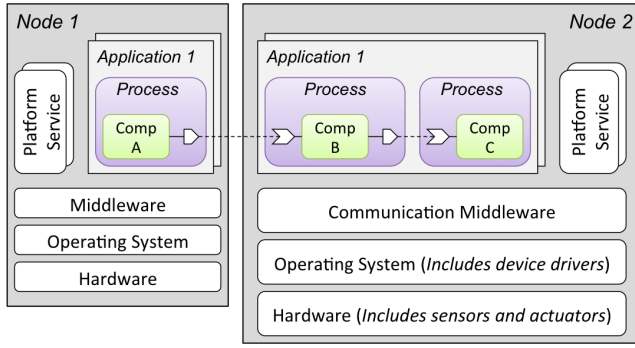 Node 1
Application 1
Platform
Service
Process
Comp
A
Middleware
Operating System
Hardware
Node 2
Application 1
Process
Comp
B
Process
Comp
C
Platform
Service
Communication Middleware
Operating System (Includes device drivers)
Hardware (Includes sensors and actuators)